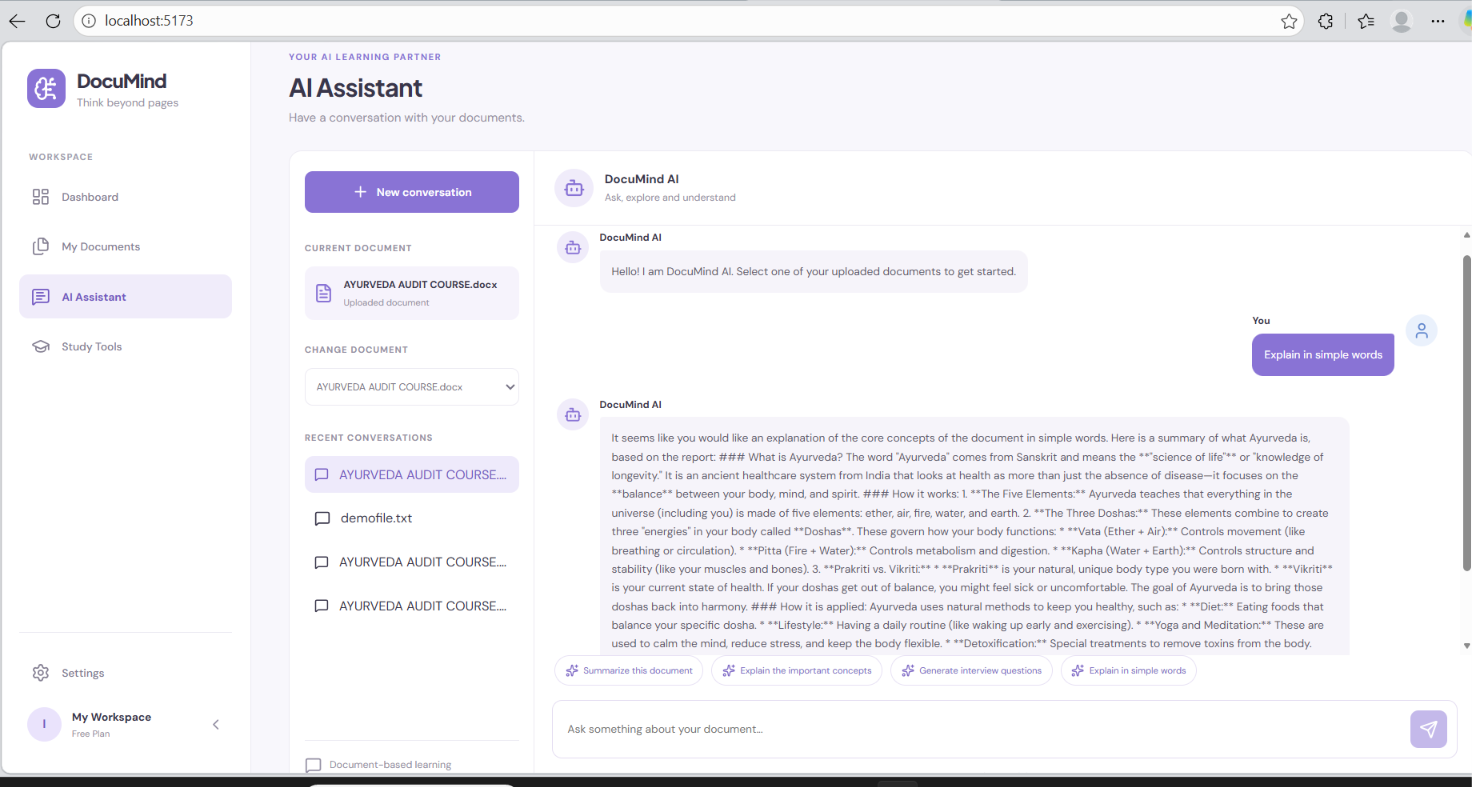 localhost:5173
DocuMind
Think beyond pages
WORKSPACE
Dashboard
My Documents
AI Assistant
Study Tools
Settings
I
My Workspace
Free Plan
YOUR AI LEARNING PARTNER
AI Assistant
Have a conversation with your documents.
New conversation
CURRENT DOCUMENT
AYURVEDA AUDIT COURSE.docx
Uploaded document
CHANGE DOCUMENT
AYURVEDA AUDIT COURSE.docx
RECENT CONVERSATIONS
AYURVEDA AUDIT COURSE....
demofile.txt
AYURVEDA AUDIT COURSE....
AYURVEDA AUDIT COURSE....
Document-based learning
DocuMind AI
Ask, explore and understand
DocuMind AI
Hello! I am DocuMind AI. Select one of your uploaded documents to get started.
You
Explain in simple words
DocuMind AI
It seems like you would like an explanation of the core concepts of the document in simple words. Here is a summary of what Ayurveda is,
based on the report: ### What is Ayurveda? The word "Ayurveda" comes from Sanskrit and means the **"science of life"** or "knowledge of
longevity." It is an ancient healthcare system from India that looks at health as more than just the absence of disease—it focuses on the
**balance** between your body, mind, and spirit. ### How it works: 1. **The Five Elements:** Ayurveda teaches that everything in the
universe (including you) is made of five elements: ether, air, fire, water, and earth. 2. **The Three Doshas:** These elements combine to create
three "energies" in your body called **Doshas**. These govern how your body functions: * **Vata (Ether + Air):** Controls movement (like
breathing or circulation). * **Pitta (Fire + Water):** Controls metabolism and digestion. * **Kapha (Water + Earth):** Controls structure and
stability (like your muscles and bones). 3. **Prakriti vs. Vikriti:** * **Prakriti** is your natural, unique body type you were born with. * **Vikriti**
is your current state of health. If your doshas get out of balance, you might feel sick or uncomfortable. The goal of Ayurveda is to bring those
doshas back into harmony. ### How it is applied: Ayurveda uses natural methods to keep you healthy, such as: * **Diet:** Eating foods that
balance your specific dosha. * **Lifestyle:** Having a daily routine (like waking up early and exercising). * **Yoga and Meditation:** These are
used to calm the mind, reduce stress, and keep the body flexible. * **Detoxification:** Special treatments to remove toxins from the body.
Summarize this document
Explain the important concepts
Generate interview questions
Explain in simple words
Ask something about your document...